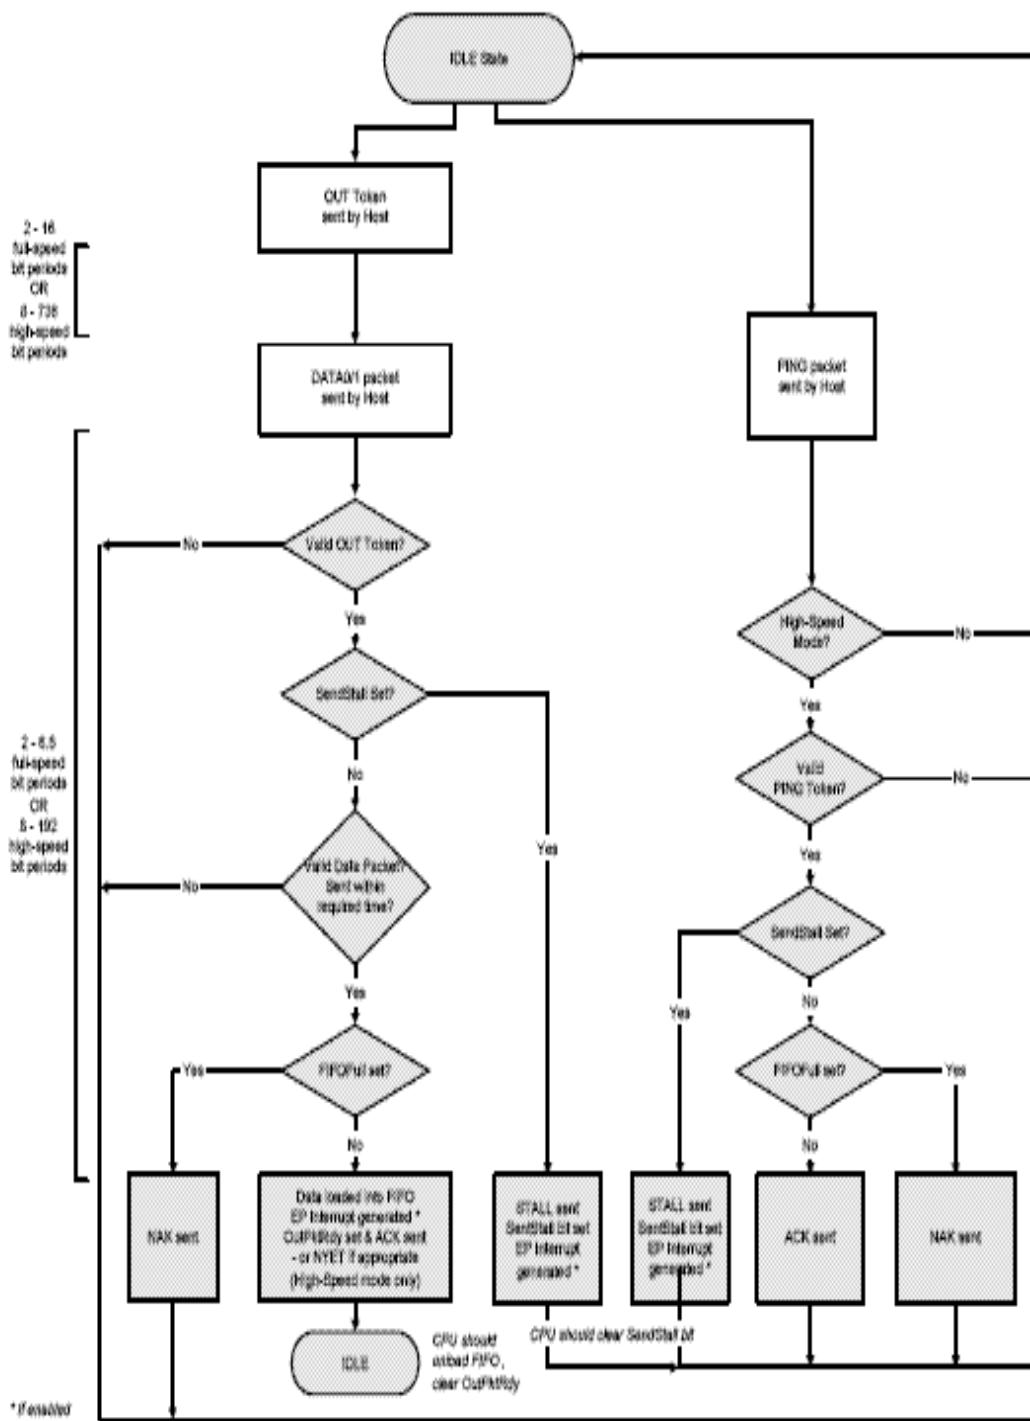 IDLE State
OUT Token
sent by Host
2 - 16
full-speed
bit periods
OR
8 - 736
high-speed
bit periods
DATA0/1 packet
sent by Host
PING packet
sent by Host
Valid OUT Token?
No
Yes
High-Speed
Mode?
No
Yes
SendStall Set?
No
Yes
Valid
PING Token?
No
Yes
2 - 6.5
full-speed
bit periods
OR
8 - 192
high-speed
bit periods
Valid Data Packet?
Sent within
required time?
No
Yes
SendStall Set?
Yes
No
FIFOFull set?
Yes
No
FIFOFull set?
Yes
No
NAK sent
Data loaded into FIFO
EP Interrupt generated *
OutPktRdy set & ACK sent
- or NYET if appropriate
(High-Speed mode only)
STALL sent
SentStall bit set
EP Interrupt
generated *
STALL sent
SentStall bit set
EP Interrupt
generated *
ACK sent
NAK sent
IDLE
CPU should
unload FIFO,
clear OutPktRdy
CPU should clear SendStall bit
* If enabled